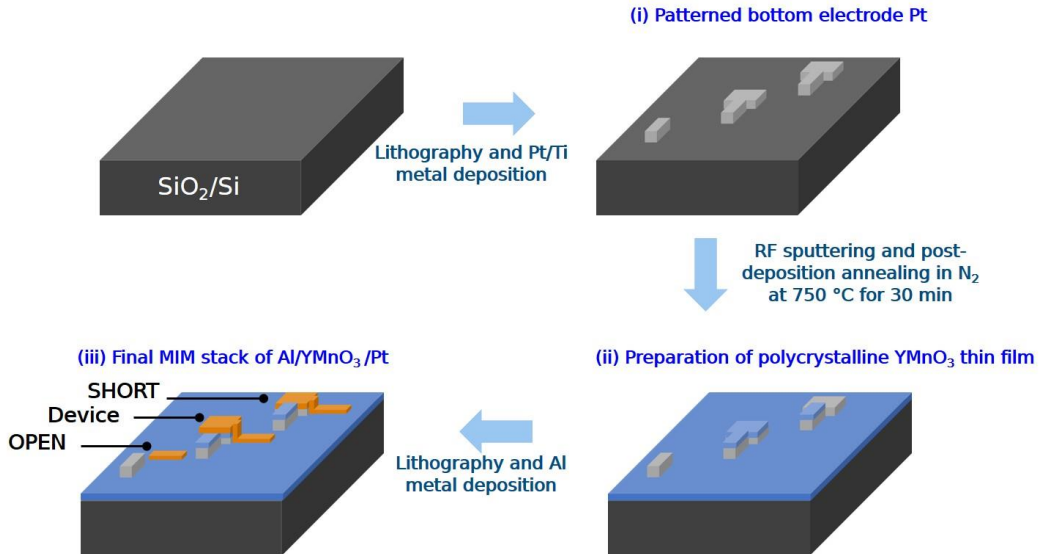 (i) Patterned bottom electrode Pt
SiO₂/Si
Lithography and Pt/Ti
metal deposition
RF sputtering and post-
deposition annealing in N₂
at 750 °C for 30 min
(iii) Final MIM stack of Al/YMnO₃/Pt
(ii) Preparation of polycrystalline YMnO₃ thin film
SHORT
Device
OPEN
Lithography and Al
metal deposition